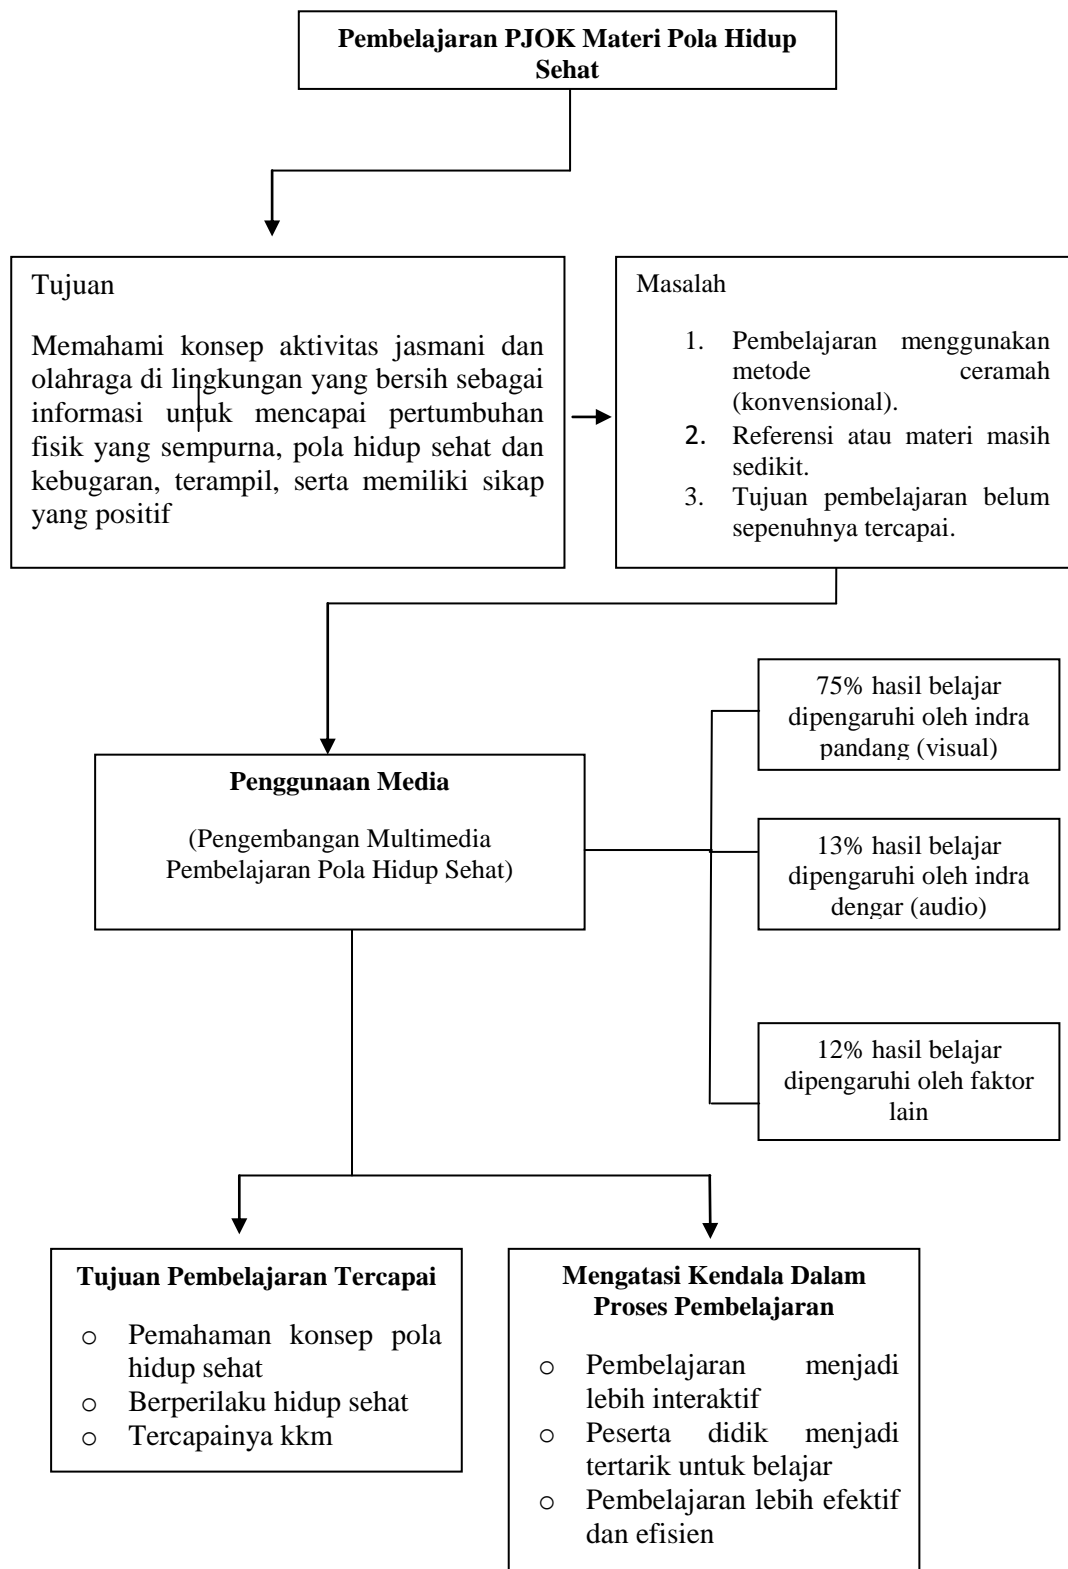 Pembelajaran PJOK Materi Pola Hidup
Sehat
Tujuan
Memahami konsep aktivitas jasmani dan
olahraga di lingkungan yang bersih sebagai
informasi untuk mencapai pertumbuhan
fisik yang sempurna, pola hidup sehat dan
kebugaran, terampil, serta memiliki sikap
yang positif
Masalah
1. Pembelajaran menggunakan
metode ceramah
(konvensional).
2. Referensi atau materi masih
sedikit.
3. Tujuan pembelajaran belum
sepenuhnya tercapai.
75% hasil belajar
dipengaruhi oleh indra
pandang (visual)
Penggunaan Media
(Pengembangan Multimedia
Pembelajaran Pola Hidup Sehat)
13% hasil belajar
dipengaruhi oleh indra
dengar (audio)
12% hasil belajar
dipengaruhi oleh faktor
lain
Tujuan Pembelajaran Tercapai
o Pemahaman konsep pola
hidup sehat
o Berperilaku hidup sehat
o Tercapainya kkm
Mengatasi Kendala Dalam
Proses Pembelajaran
o Pembelajaran menjadi
lebih interaktif
o Peserta didik menjadi
tertarik untuk belajar
o Pembelajaran lebih efektif
dan efisien